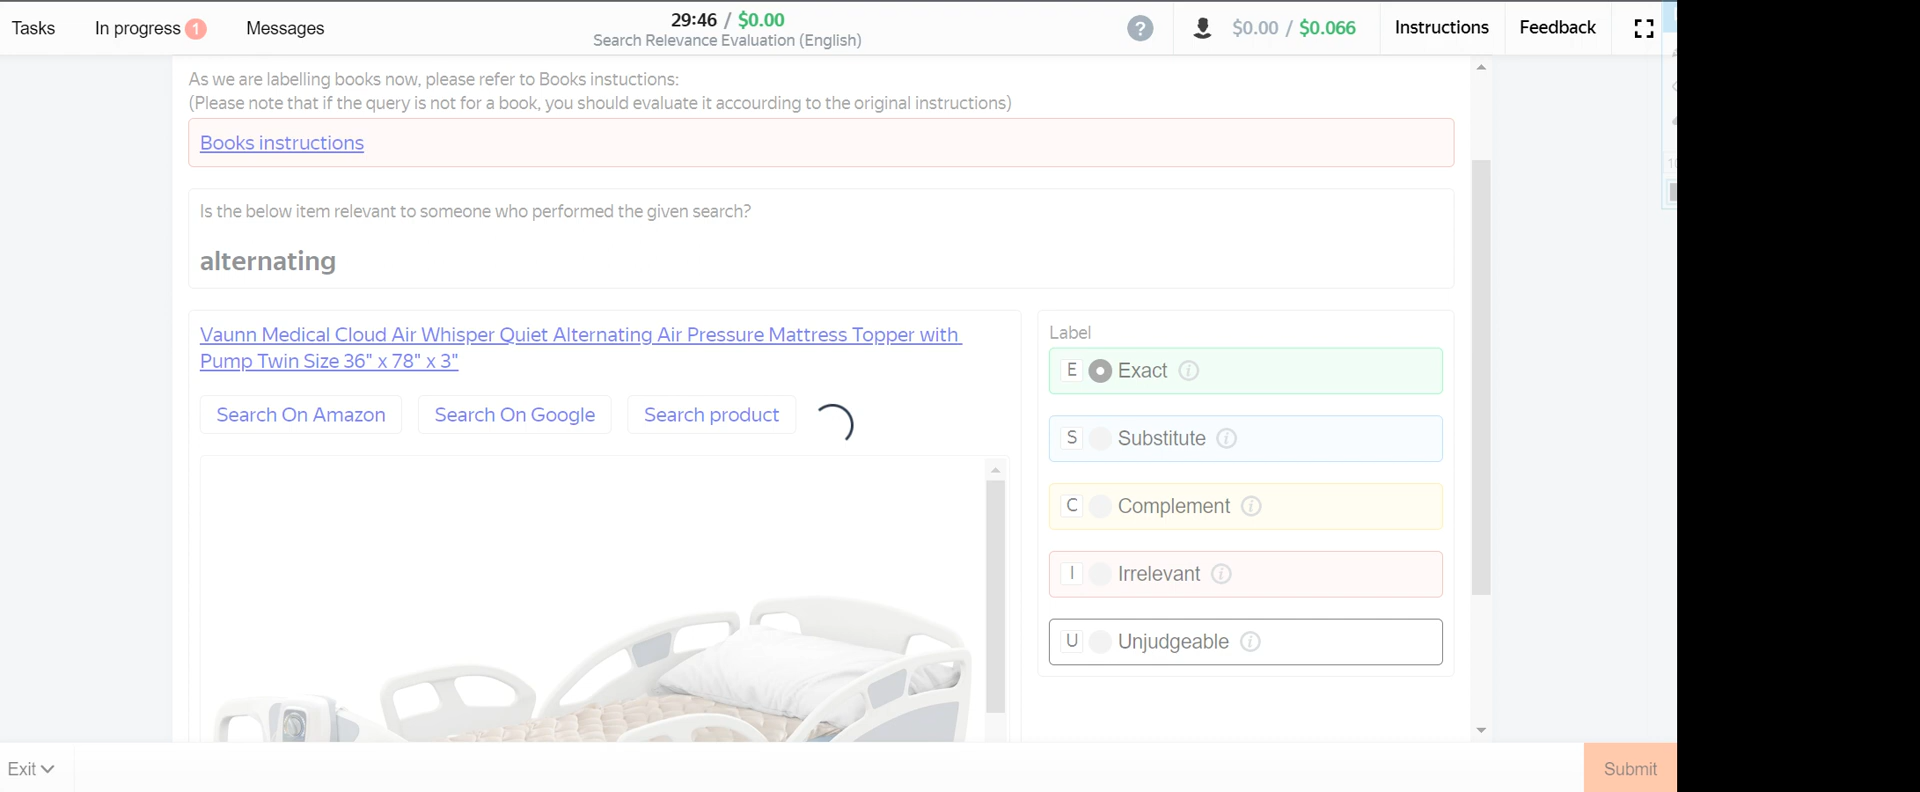 Tasks
In progress 1
Messages
29:46 / $0.00
Search Relevance Evaluation (English)
?
$0.00 / $0.066
Instructions
Feedback
As we are labelling books now, please refer to Books instuctions:
(Please note that if the query is not for a book, you should evaluate it accourding to the original instructions)
Books instructions
Is the below item relevant to someone who performed the given search?
alternating
Vaunn Medical Cloud Air Whisper Quiet Alternating Air Pressure Mattress Topper with
Pump Twin Size 36" x 78" x 3"
Search On Amazon
Search On Google
Search product
Label
E Exact i
S Substitute i
C Complement i
I Irrelevant i
U Unjudgeable i
Exit
Submit